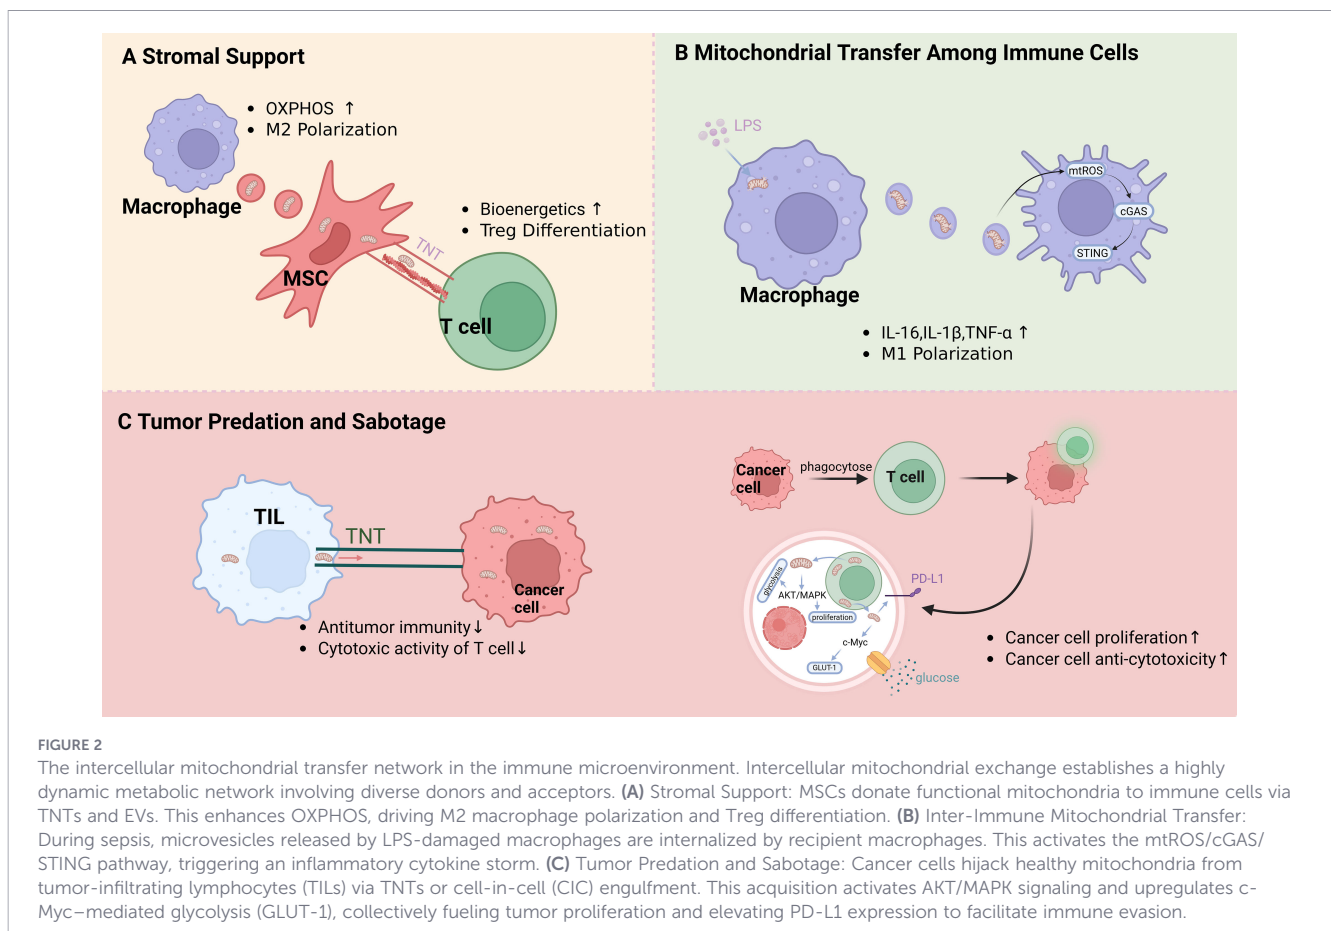 A Stromal Support
OXPHOS ↑
M2 Polarization
Macrophage
Bioenergetics ↑
Treg Differentiation
TNT
MSC
T cell
B Mitochondrial Transfer Among Immune Cells
LPS
mtROS
cGAS
STING
Macrophage
IL-16,IL-1β,TNF-α ↑
M1 Polarization
C Tumor Predation and Sabotage
TIL
TNT
Cancer
cell
Antitumor immunity↓
Cytotoxic activity of T cell↓
Cancer
cell
phagocytose
T cell
glycolysis
AKT/MAPK
proliferation
c-Myc
GLUT-1
PD-L1
glucose
Cancer cell proliferation↑
Cancer cell anti-cytotoxicity↑
FIGURE 2
The intercellular mitochondrial transfer network in the immune microenvironment. Intercellular mitochondrial exchange establishes a highly
dynamic metabolic network involving diverse donors and acceptors. (A) Stromal Support: MSCs donate functional mitochondria to immune cells via
TNTs and EVs. This enhances OXPHOS, driving M2 macrophage polarization and Treg differentiation. (B) Inter-Immune Mitochondrial Transfer:
During sepsis, microvesicles released by LPS-damaged macrophages are internalized by recipient macrophages. This activates the mtROS/cGAS/
STING pathway, triggering an inflammatory cytokine storm. (C) Tumor Predation and Sabotage: Cancer cells hijack healthy mitochondria from
tumor-infiltrating lymphocytes (TILs) via TNTs or cell-in-cell (CIC) engulfment. This acquisition activates AKT/MAPK signaling and upregulates c-
Myc–mediated glycolysis (GLUT-1), collectively fueling tumor proliferation and elevating PD-L1 expression to facilitate immune evasion.